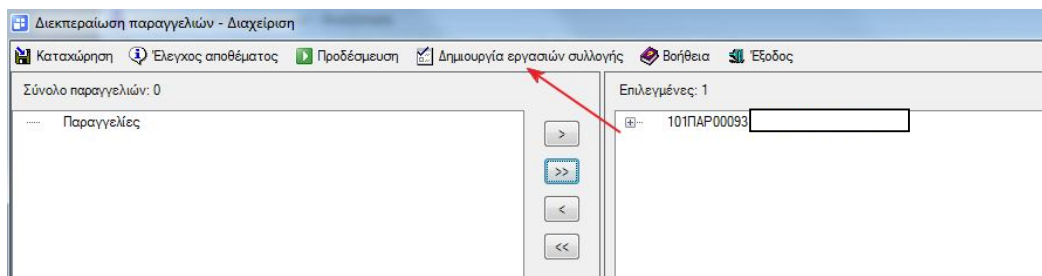 Διεκπεραίωση παραγγελιών - Διαχείριση
Καταχώρηση Έλεγχος αποθέματος Προδέσμευση Δημιουργία εργασιών συλλογής Βοήθεια Έξοδος
Σύνολο παραγγελιών: 0
Επιλεγμένες: 1
Παραγγελίες
101ΠΑΡ00093
>
>>
<
<<